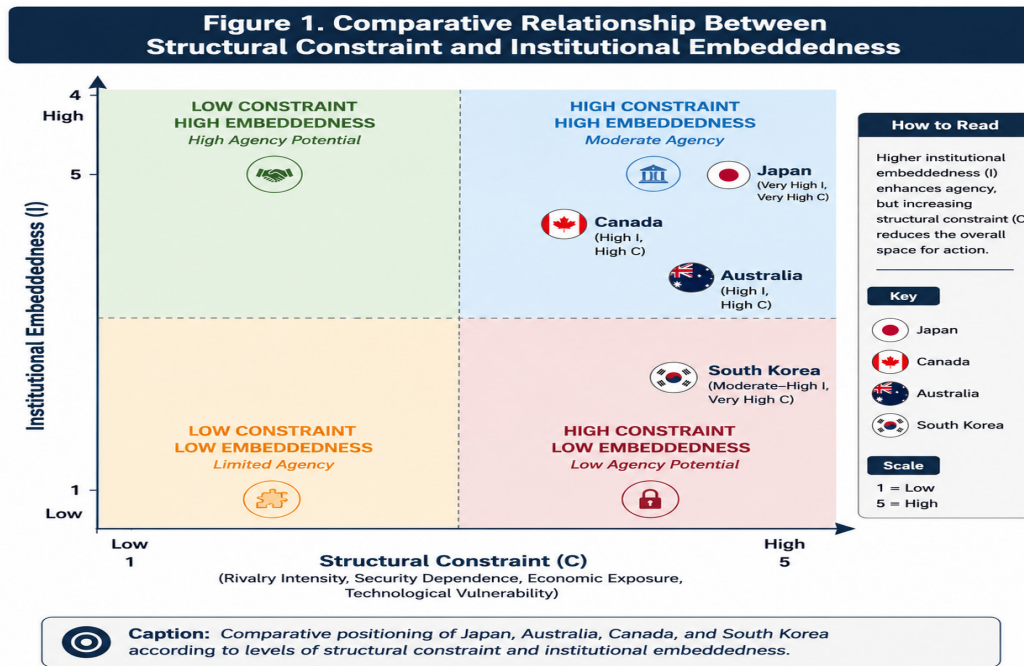 Figure 1. Comparative Relationship Between
Structural Constraint and Institutional Embeddedness
4
High
5
1
Low
Institutional Embeddedness (I)
LOW CONSTRAINT
HIGH EMBEDDEDNESS
High Agency Potential
HIGH CONSTRAINT
HIGH EMBEDDEDNESS
Moderate Agency
Japan
(Very High I,
Very High C)
Canada
(High I,
High C)
Australia
(High I,
High C)
South Korea
(Moderate–High I,
Very High C)
LOW CONSTRAINT
LOW EMBEDDEDNESS
Limited Agency
HIGH CONSTRAINT
LOW EMBEDDEDNESS
Low Agency Potential
Low
1
High
5
Structural Constraint (C)
(Rivalry Intensity, Security Dependence, Economic Exposure,
Technological Vulnerability)
How to Read
Higher institutional
embeddedness (I)
enhances agency,
but increasing
structural constraint (C
reduces the overall
space for action.
Key
Japan
Canada
Australia
South Korea
Scale
1 = Low
5 = High
Caption: Comparative positioning of Japan, Australia, Canada, and South Korea
according to levels of structural constraint and institutional embeddedness.